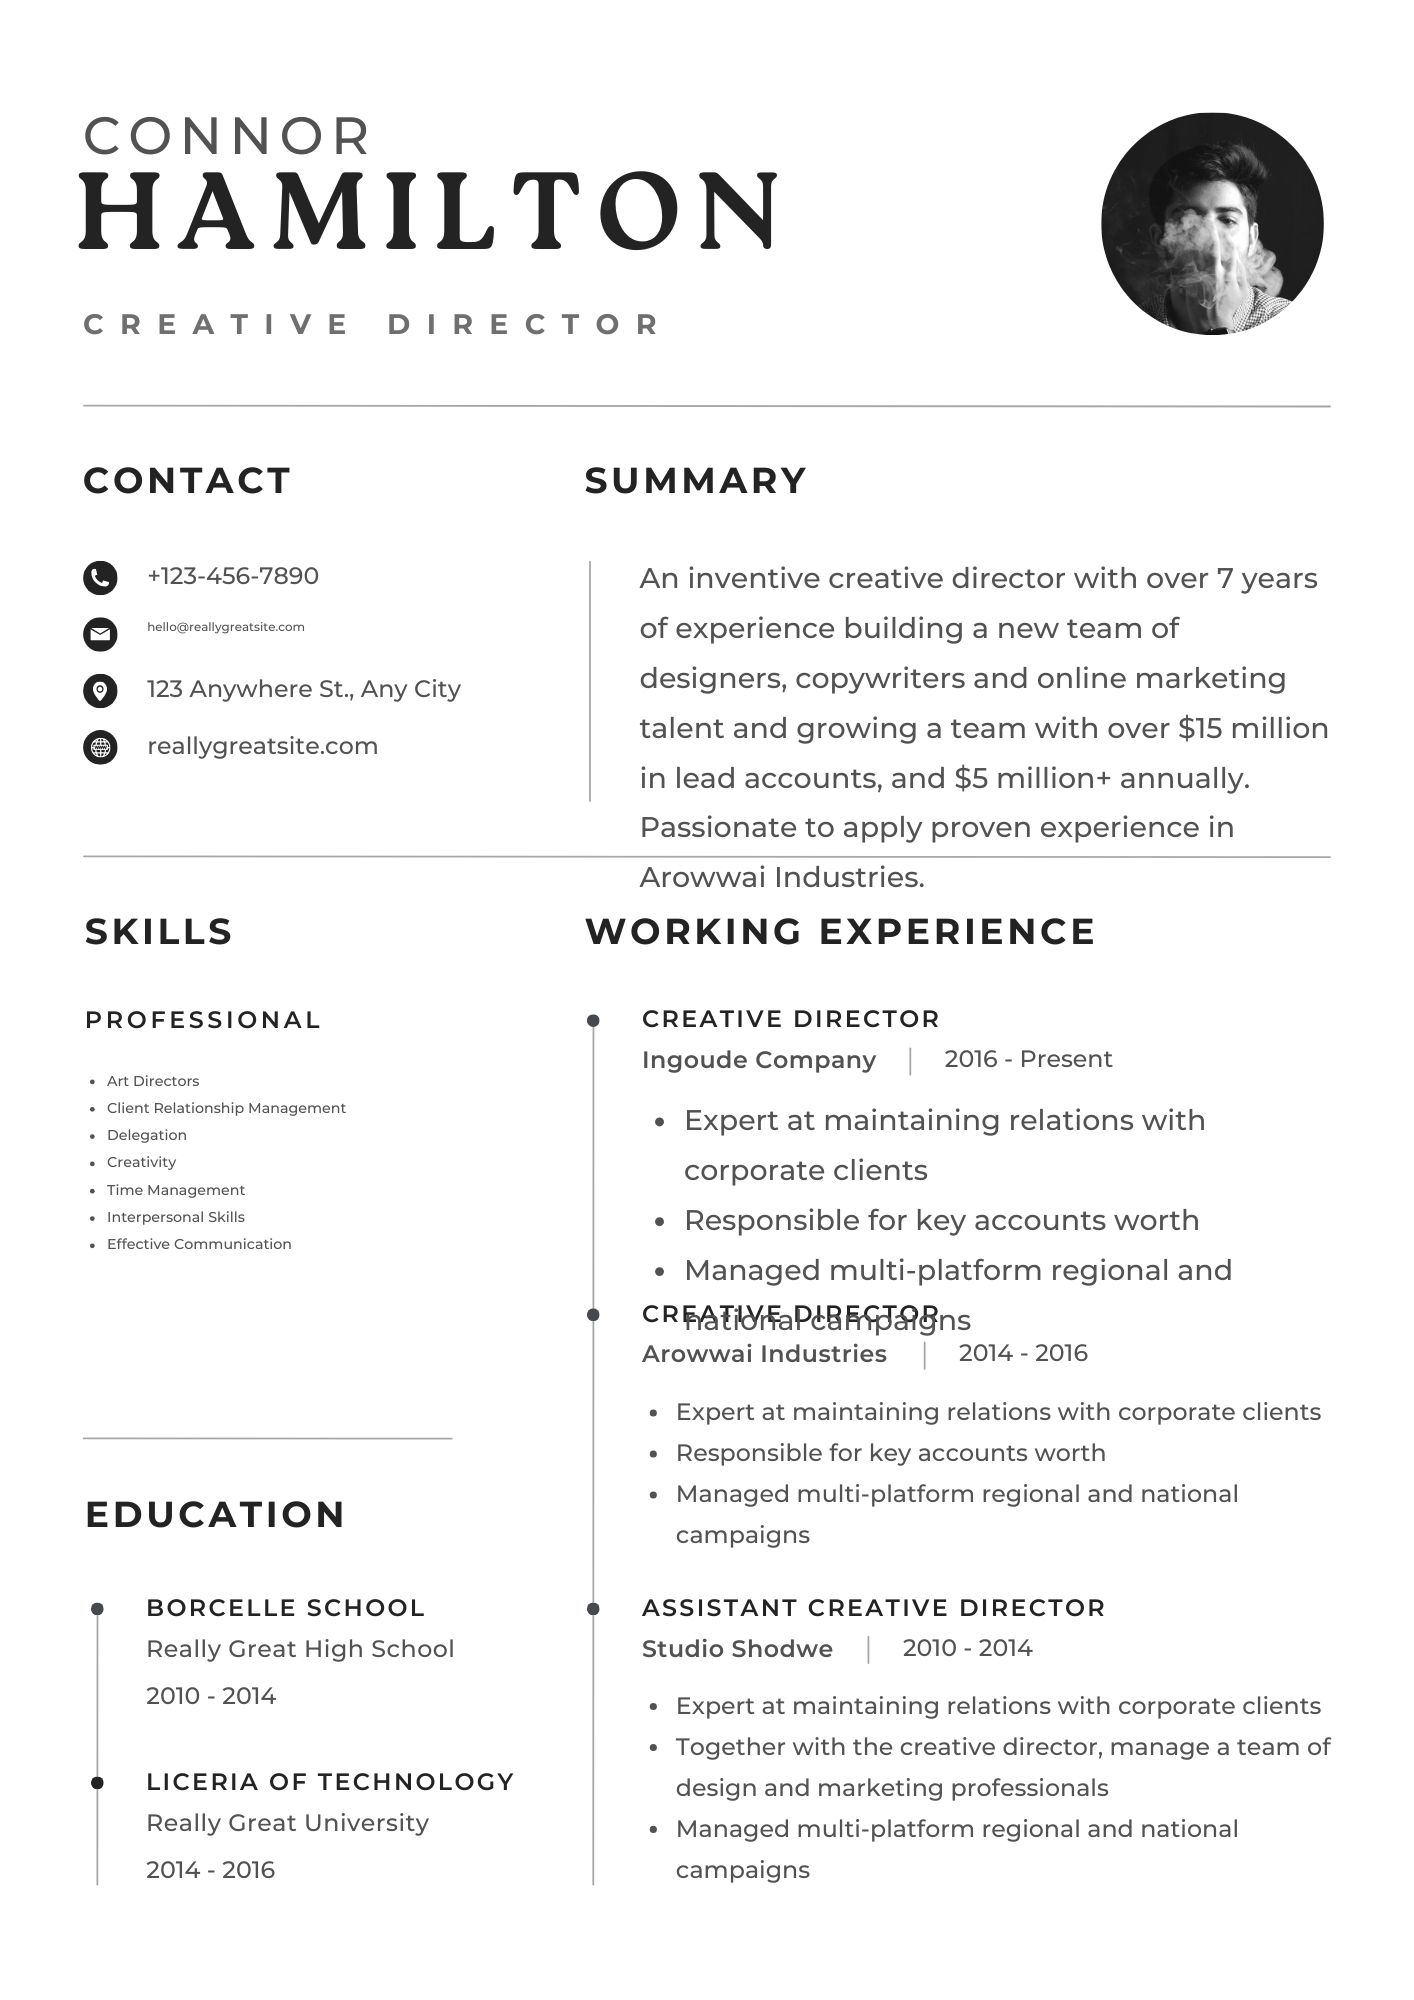 CONNOR
HAMILTON
CREATIVE DIRECTOR
CONTACT
+123-456-7890
hello@reallygreatsite.com
123 Anywhere St., Any City
reallygreatsite.com
SUMMARY
An inventive creative director with over 7 years
of experience building a new team of
designers, copywriters and online marketing
talent and growing a team with over $15 million
in lead accounts, and $5 million+ annually.
Passionate to apply proven experience in
Arowwai Industries.
SKILLS
PROFESSIONAL
• Art Directors
• Client Relationship Management
• Delegation
• Creativity
• Time Management
• Interpersonal Skills
• Effective Communication
EDUCATION
BORCELLE SCHOOL
Really Great High School
2010 - 2014
LICERIA OF TECHNOLOGY
Really Great University
2014 - 2016
WORKING EXPERIENCE
CREATIVE DIRECTOR
Ingoude Company | 2016 - Present
• Expert at maintaining relations with
corporate clients
• Responsible for key accounts worth
• Managed multi-platform regional and
national campaigns
CREATIVE DIRECTOR
Arowwai Industries | 2014 - 2016
• Expert at maintaining relations with corporate clients
• Responsible for key accounts worth
• Managed multi-platform regional and national
campaigns
ASSISTANT CREATIVE DIRECTOR
Studio Shodwe | 2010 - 2014
• Expert at maintaining relations with corporate clients
• Together with the creative director, manage a team of
design and marketing professionals
• Managed multi-platform regional and national
campaigns